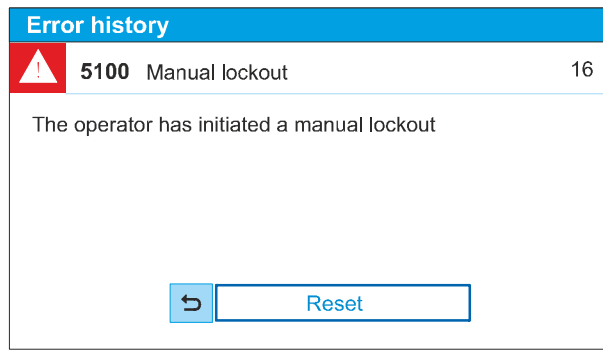 Error history
5100 Manual lockout 16
The operator has initiated a manual lockout
Reset